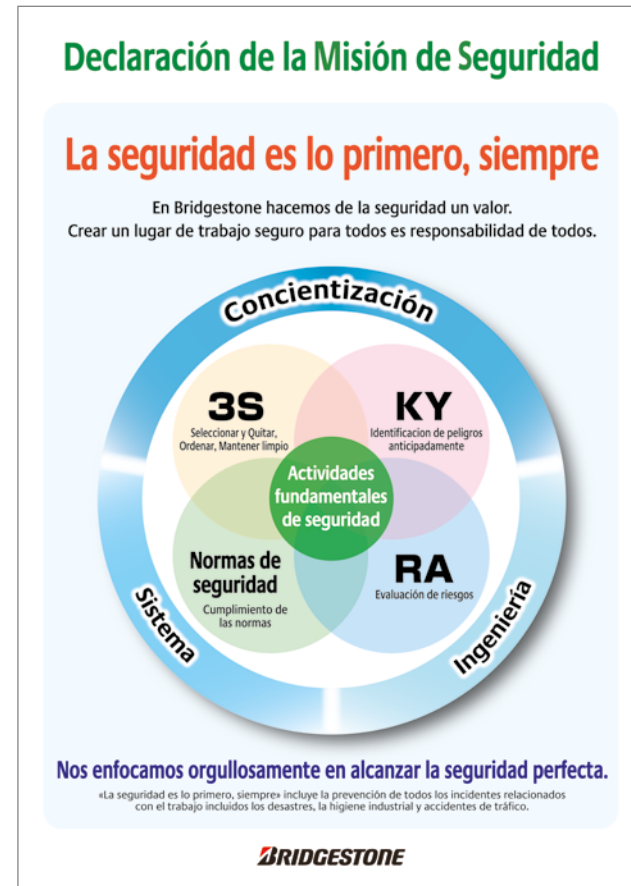 Declaración de la Misión de Seguridad
La seguridad es lo primero, siempre
En Bridgestone hacemos de la seguridad un valor.
Crear un lugar de trabajo seguro para todos es responsabilidad de todos.
Concientización
3S
Seleccionar y Quitar,
Ordenar, Mantener limpio
KY
Identificacion de peligros
anticipadamente
Actividades
fundamentales
de seguridad
Normas de
seguridad
Cumplimiento de
las normas
RA
Evaluación de riesgos
Sistema
Ingeniería
Nos enfocamos orgullosamente en alcanzar la seguridad perfecta.
«La seguridad es lo primero, siempre» incluye la prevención de todos los incidentes relacionados
con el trabajo incluidos los desastres, la higiene industrial y accidentes de tráfico.
BRIDGESTONE